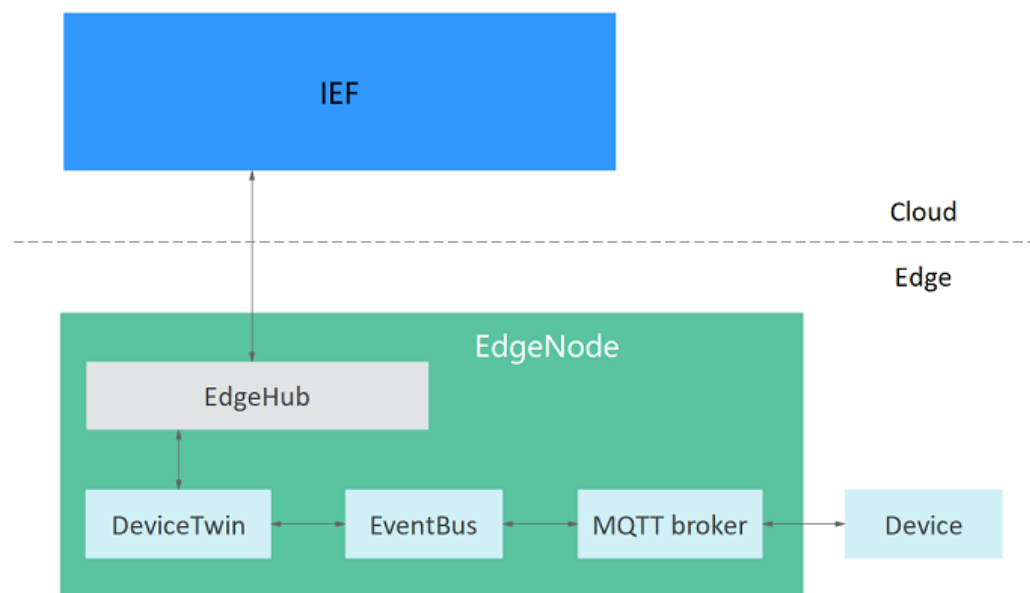 IEF
Cloud
Edge
EdgeNode
EdgeHub
DeviceTwin
EventBus
MQTT broker
Device